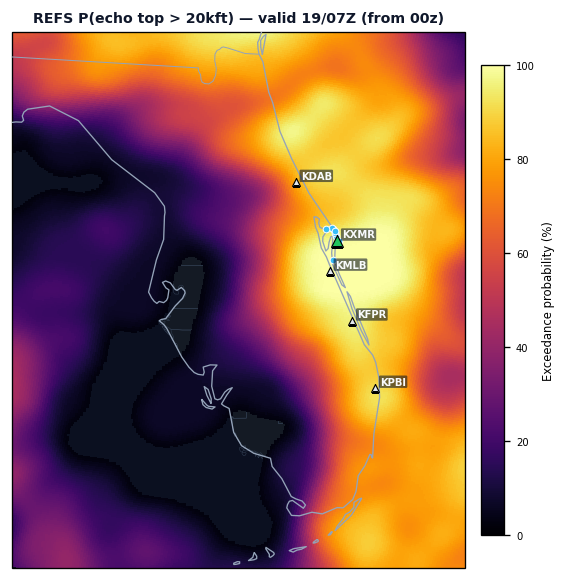 REFS P(echo top > 20kft) — valid 19/07Z (from 00z)
KDAB
KXMR
KMLB
KFPR
KPBI
100
80
60
40
20
0
Exceedance probability (%)